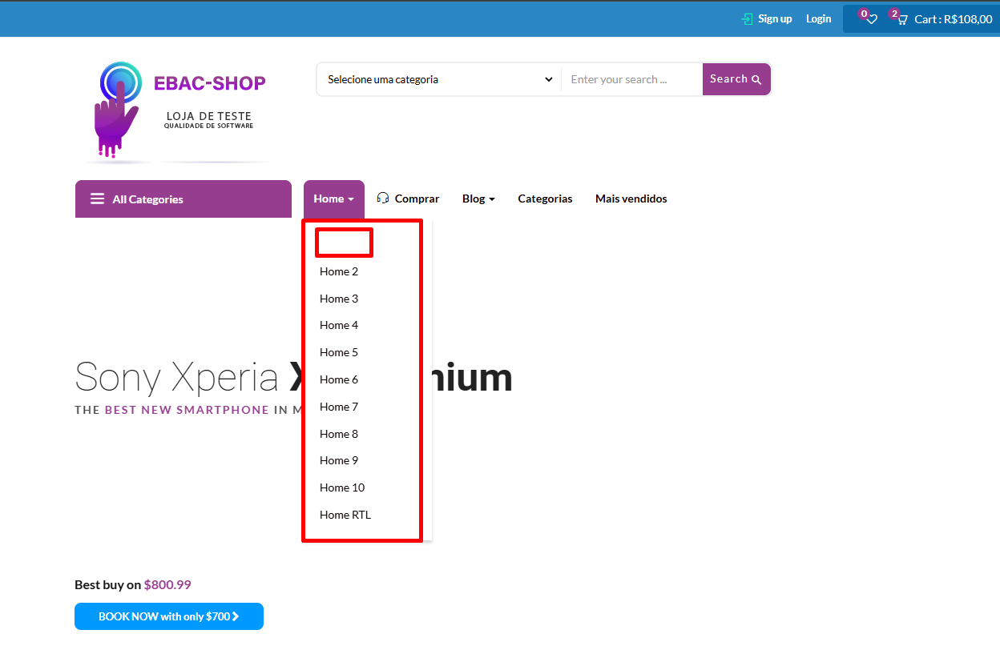 Sign up Login 0 2 Cart : R$108,00
EBAC-SHOP
LOJA DE TESTE
QUALIDADE DE SOFTWARE
Selecione uma categoria Enter your search ... Search
All Categories Home Comprar Blog Categorias Mais vendidos
Home 2
Home 3
Home 4
Home 5
Home 6
Home 7
Home 8
Home 9
Home 10
Home RTL
Sony Xperia
THE BEST NEW SMARTPHONE IN
Best buy on $800.99
BOOK NOW with only $700